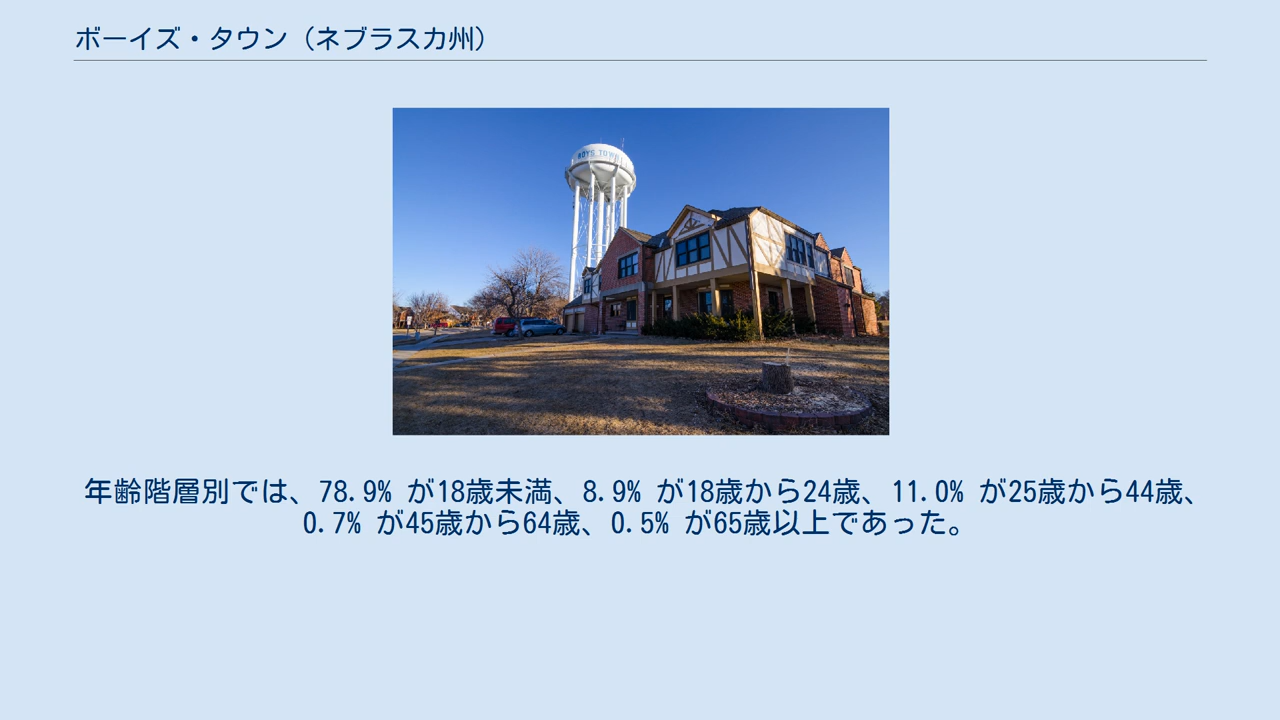 ボーイズ・タウン（ネブラスカ州）
BOYS TOWN
年齢階層別では、78.9% が18歳未満、8.9% が18歳から24歳、11.0% が25歳から44歳、
0.7% が45歳から64歳、0.5% が65歳以上であった。